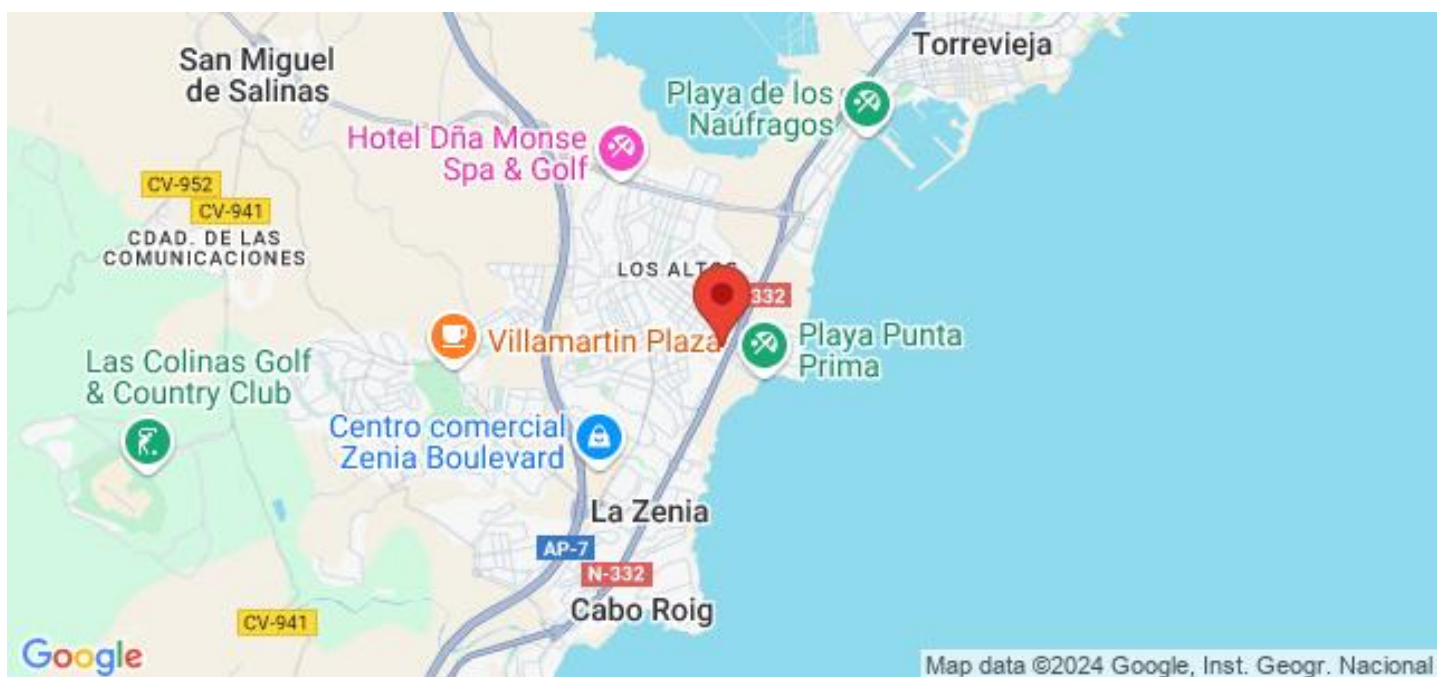 San Miguel
de Salinas
Torrevieja
Playa de los
Naúfragos
Hotel Dña Monse
Spa & Golf
CV-952
CV-941
CDAD. DE LAS
COMUNICACIONES
LOS ALTOS
332
Villamartin Plaza
Playa Punta
Prima
Las Colinas Golf
& Country Club
Centro comercial
Zenia Boulevard
La Zenia
AP-7
N-332
Cabo Roig
CV-941
Google
Map data ©2024 Google, Inst. Geogr. Nacional